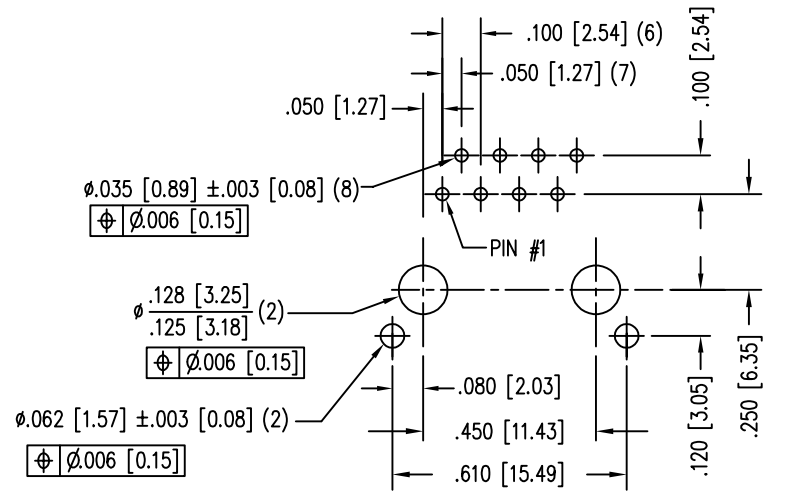 .100 [2.54] (6)
.050 [1.27] (7)
.050 [1.27]
.100 [2.54]
ø.035 [0.89] ±.003 [0.08] (8)
⌖ Ø.006 [0.15]
PIN #1
ø .128 [3.25]
.125 [3.18] (2)
⌖ Ø.006 [0.15]
ø.062 [1.57] ±.003 [0.08] (2)
⌖ Ø.006 [0.15]
.080 [2.03]
.450 [11.43]
.610 [15.49]
.120 [3.05]
.250 [6.35]